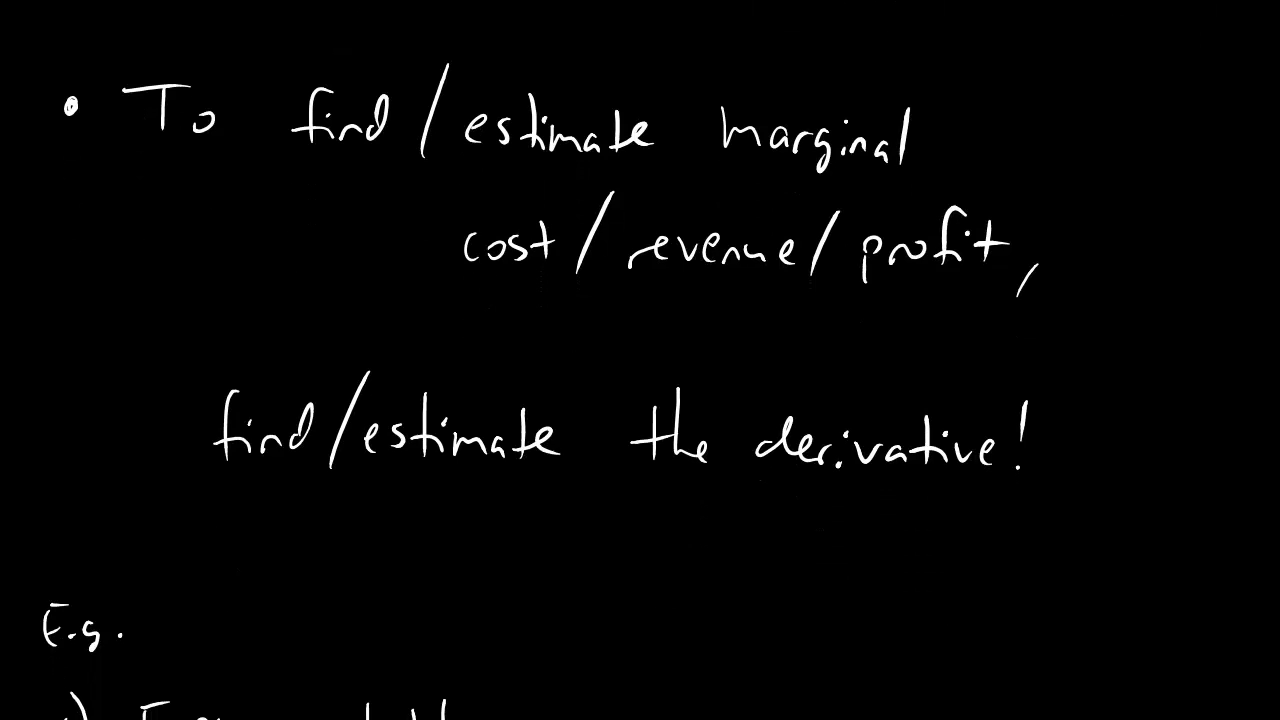 • To find/estimate marginal
cost/revenue/profit,
find/estimate the derivative!
E.g.